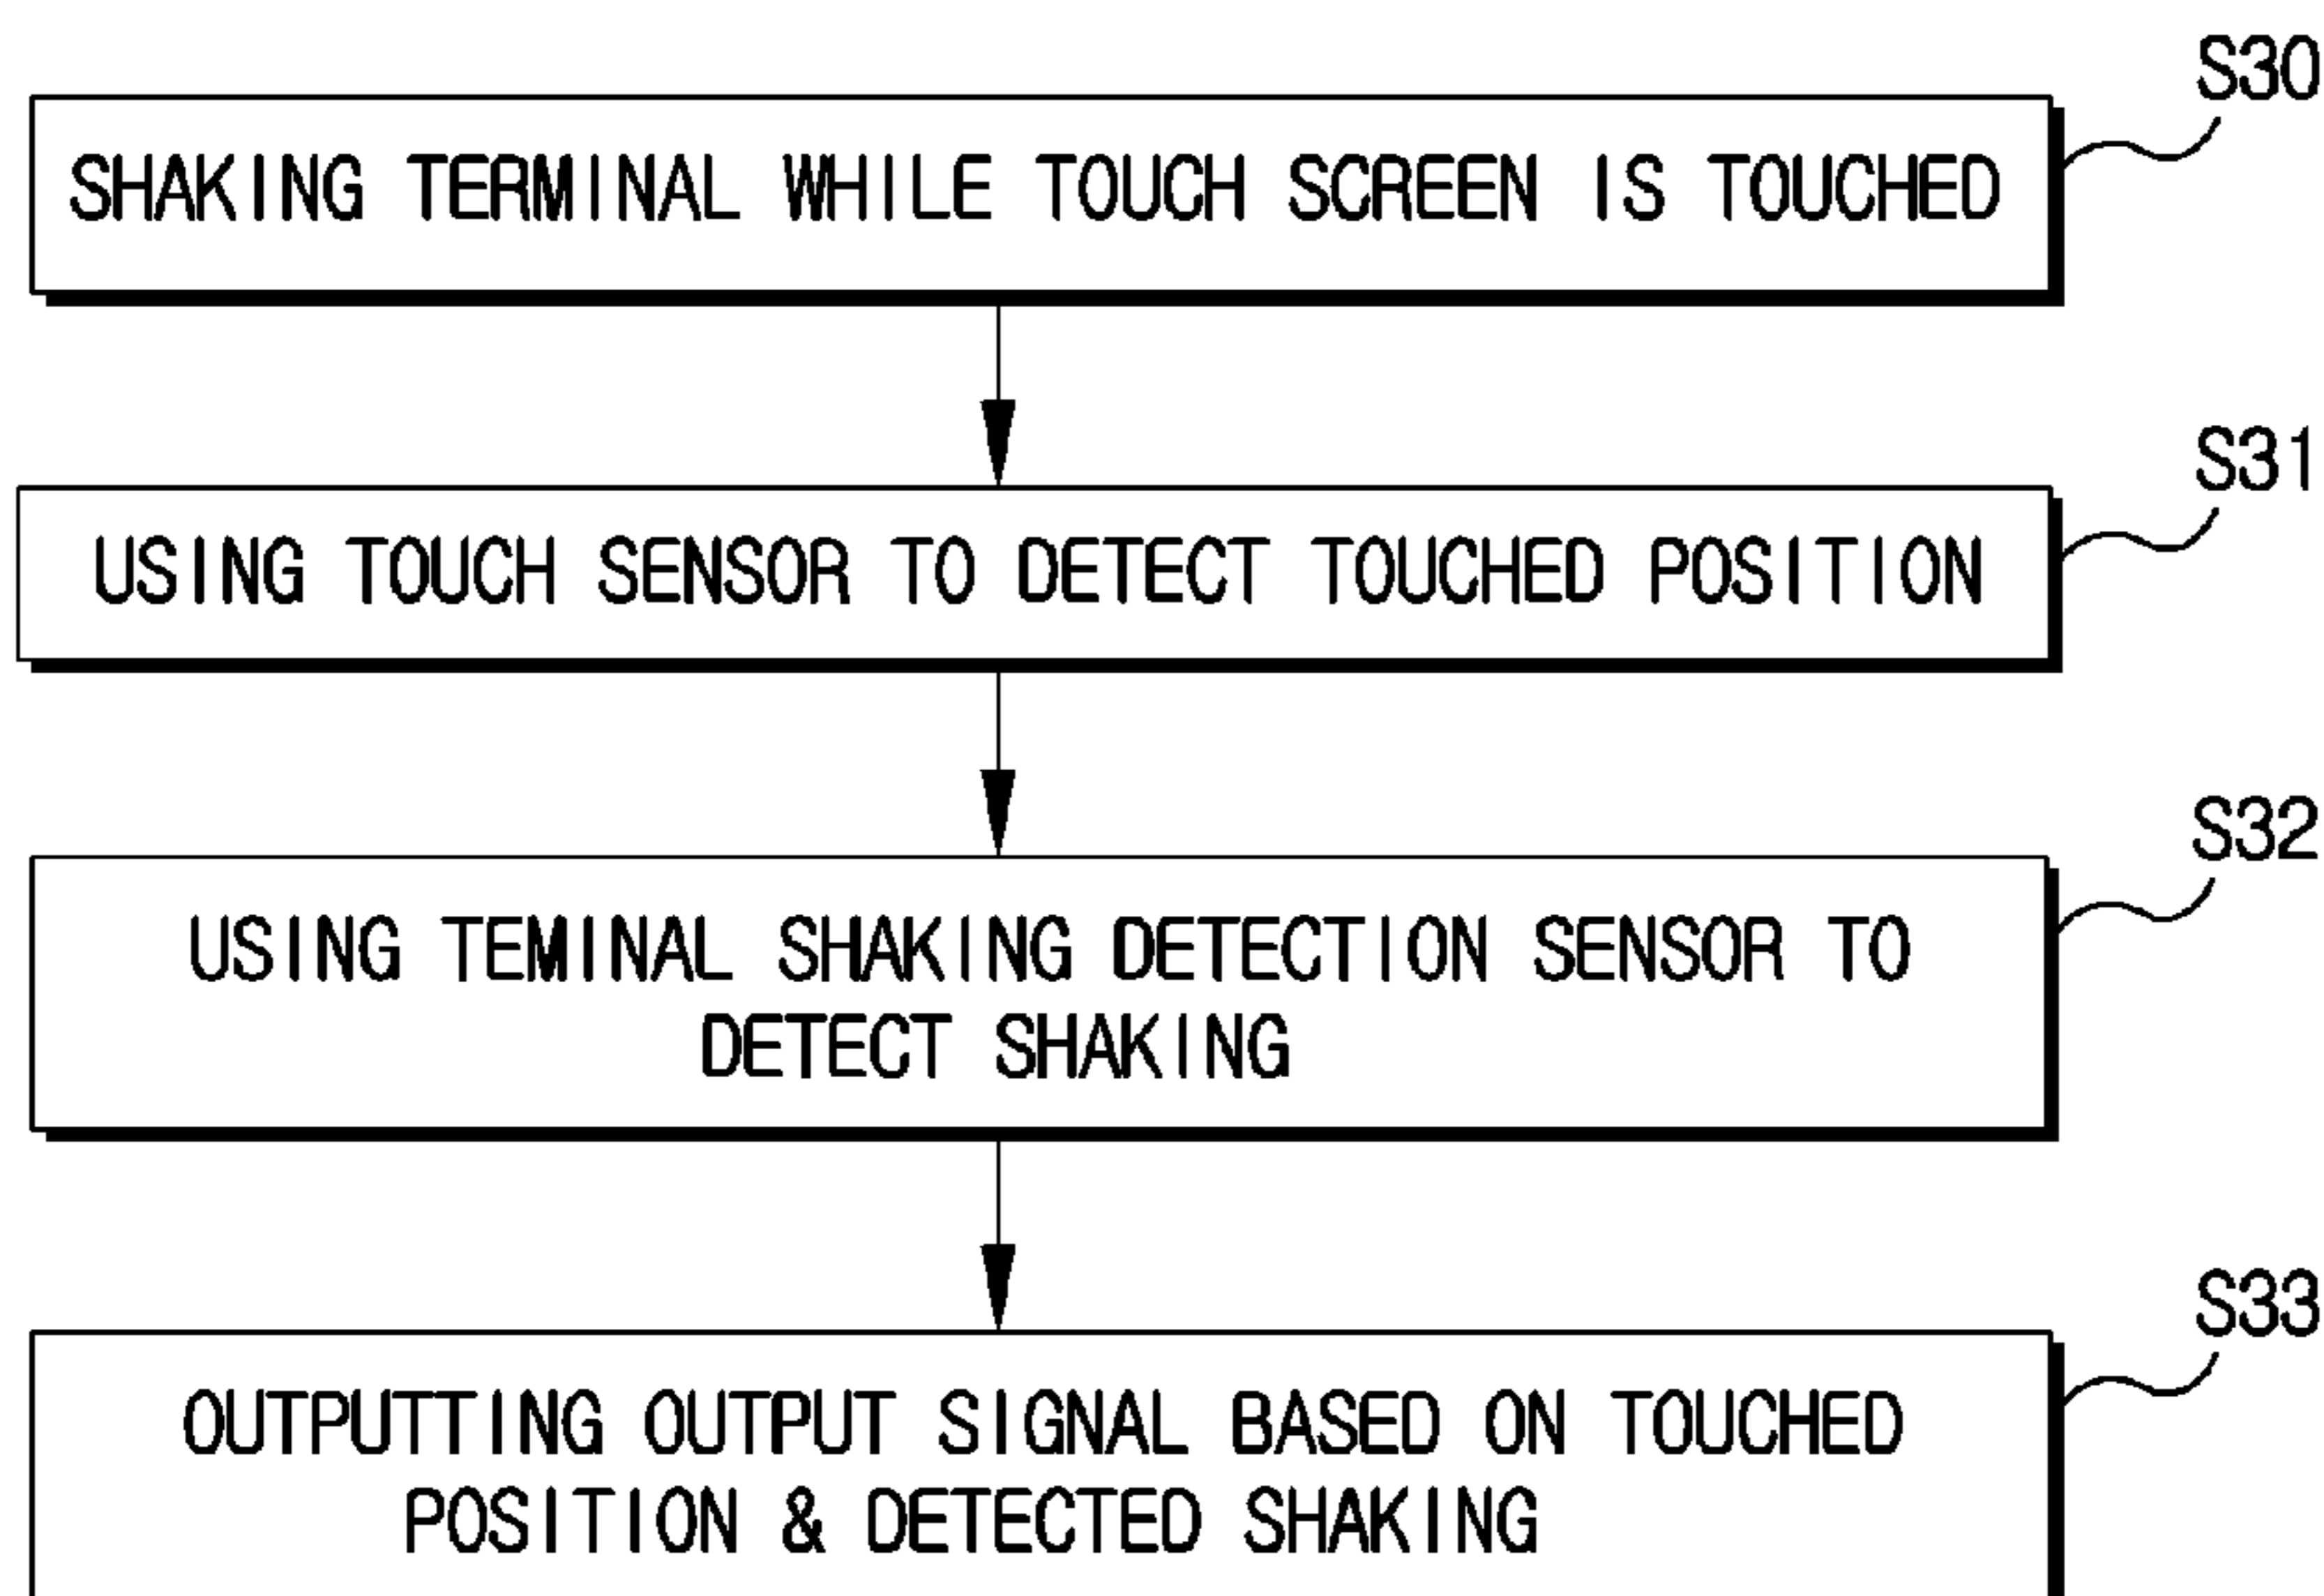 S30
SHAKING TERMINAL WHILE TOUCH SCREEN IS TOUCHED
S31
USING TOUCH SENSOR TO DETECT TOUCHED POSITION
S32
USING TEMINAL SHAKING DETECTION SENSOR TO
DETECT SHAKING
S33
OUTPUTTING OUTPUT SIGNAL BASED ON TOUCHED
POSITION & DETECTED SHAKING